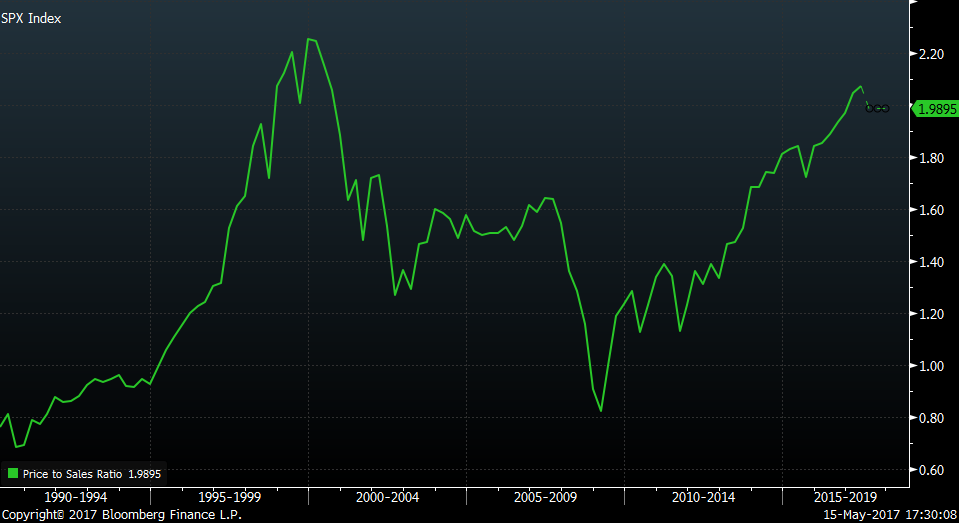 SPX Index
2.20
1.9895
1.80
1.60
1.40
1.20
1.00
0.80
0.60
Price to Sales Ratio 1.9895
1990-1994 1995-1999 2000-2004 2005-2009 2010-2014 2015-2019
Copyright© 2017 Bloomberg Finance L.P. 15-May-2017 17:30:08